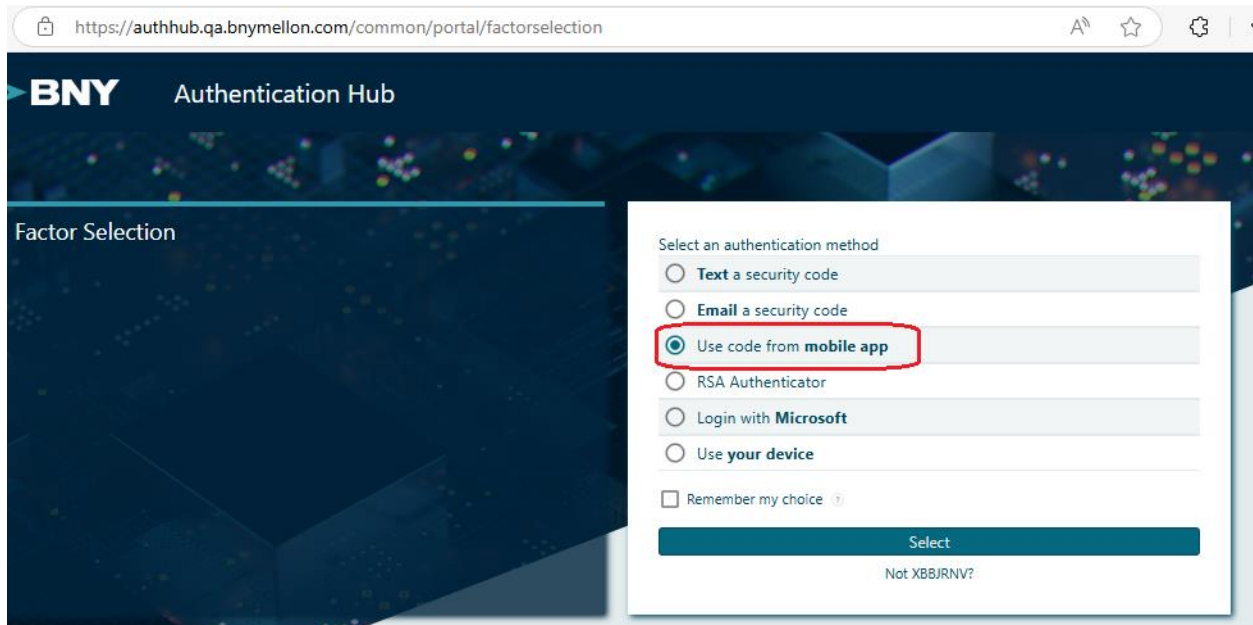 https://authhub.qa.bnymellon.com/common/portal/factorselection
BNY Authentication Hub
Factor Selection
Select an authentication method
Text a security code
Email a security code
Use code from mobile app
RSA Authenticator
Login with Microsoft
Use your device
Remember my choice ?
Select
Not XBBJRNV?